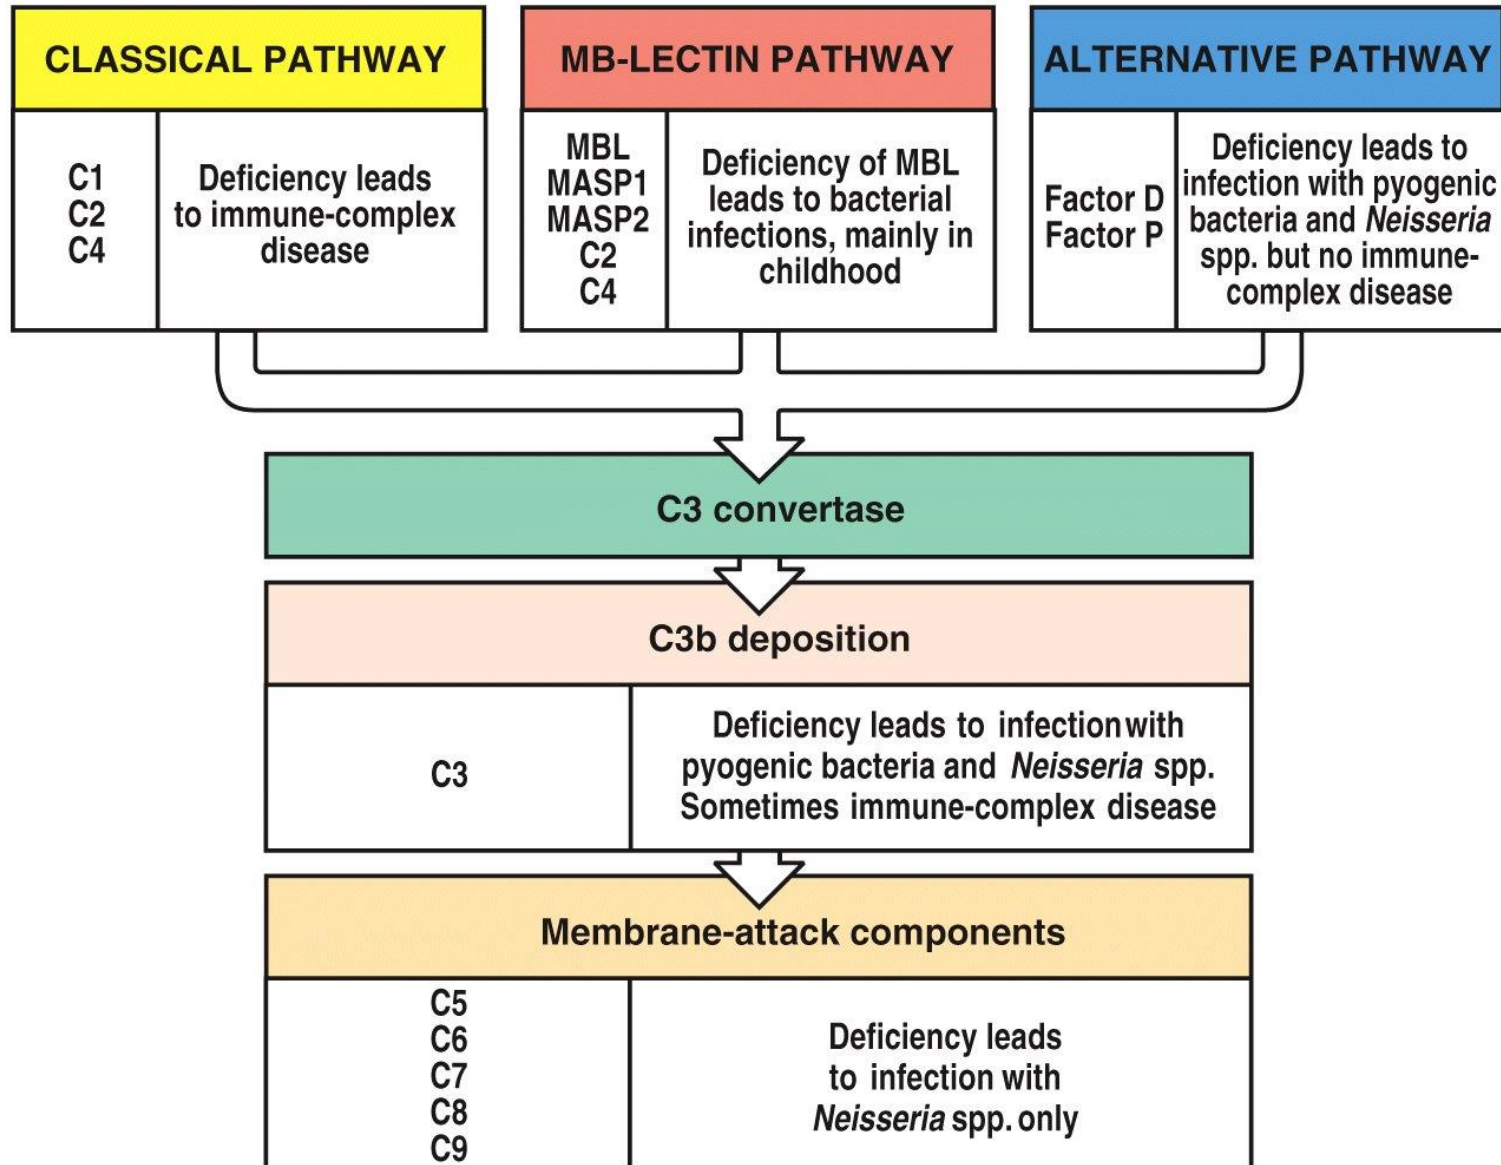 CLASSICAL PATHWAY
C1
C2
C4
Deficiency leads
to immune-complex
disease
MB-LECTIN PATHWAY
MBL
MASP1
MASP2
C2
C4
Deficiency of MBL
leads to bacterial
infections, mainly in
childhood
ALTERNATIVE PATHWAY
Factor D
Factor P
Deficiency leads to
infection with pyogenic
bacteria and Neisseria
spp. but no immune-
complex disease
C3 convertase
C3b deposition
C3
Deficiency leads to infection with
pyogenic bacteria and Neisseria spp.
Sometimes immune-complex disease
Membrane-attack components
C5
C6
C7
C8
C9
Deficiency leads
to infection with
Neisseria spp. only